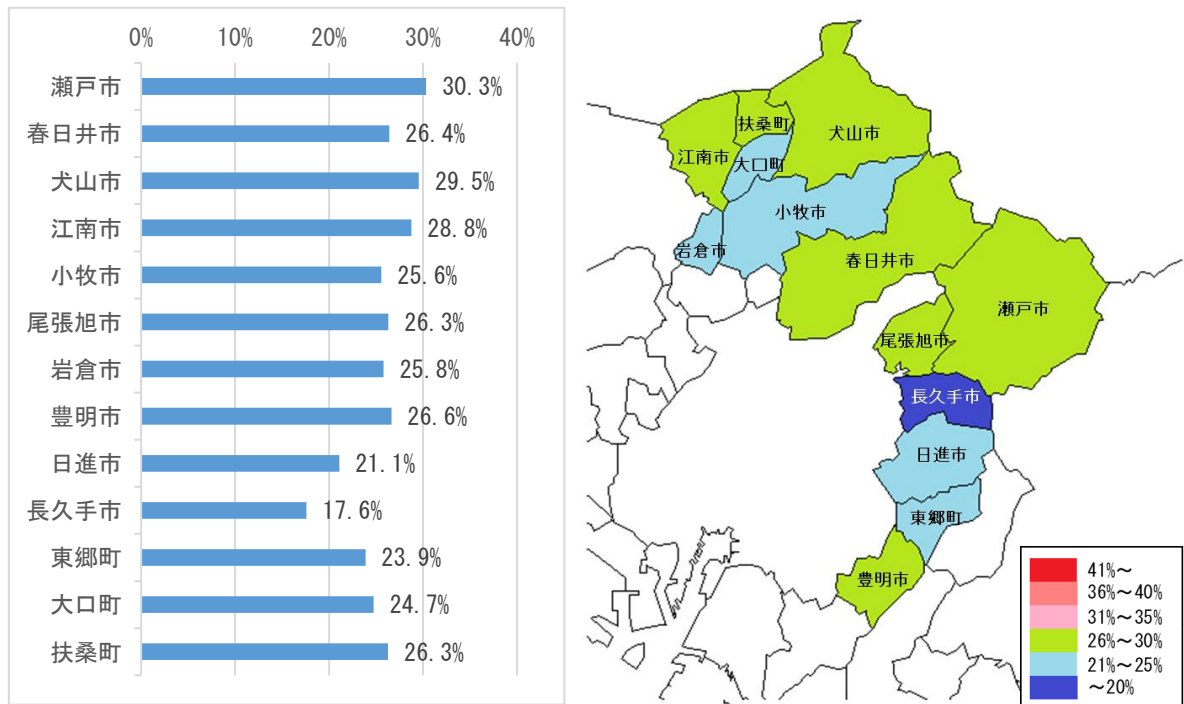 0% 10% 20% 30% 40%
瀬戸市 30.3%
春日井市 26.4%
犬山市 29.5%
江南市 28.8%
小牧市 25.6%
尾張旭市 26.3%
岩倉市 25.8%
豊明市 26.6%
日進市 21.1%
長久手市 17.6%
東郷町 23.9%
大口町 24.7%
扶桑町 26.3%
扶桑町
犬山市
江南市
大口町
小牧市
岩倉市
春日井市
瀬戸市
尾張旭市
長久手市
日進市
東郷町
豊明市
41%～
36%～40%
31%～35%
26%～30%
21%～25%
～20%